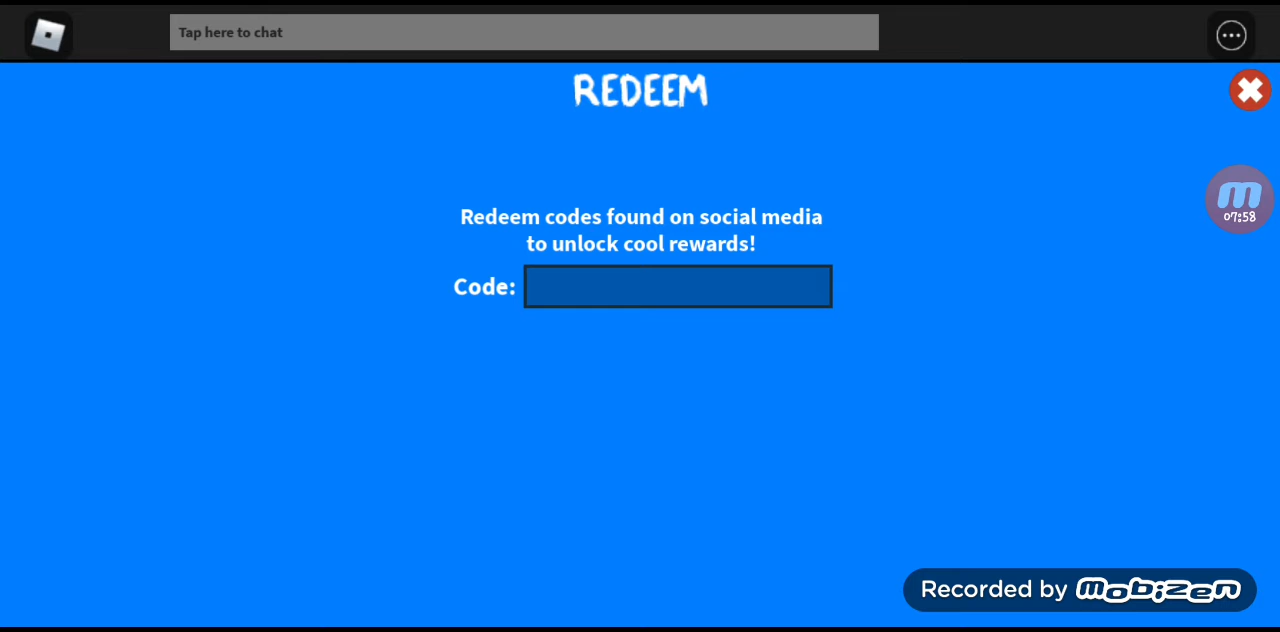 Tap here to chat
REDEEM
07:58
Redeem codes found on social media
to unlock cool rewards!
Code:
Recorded by mobizen